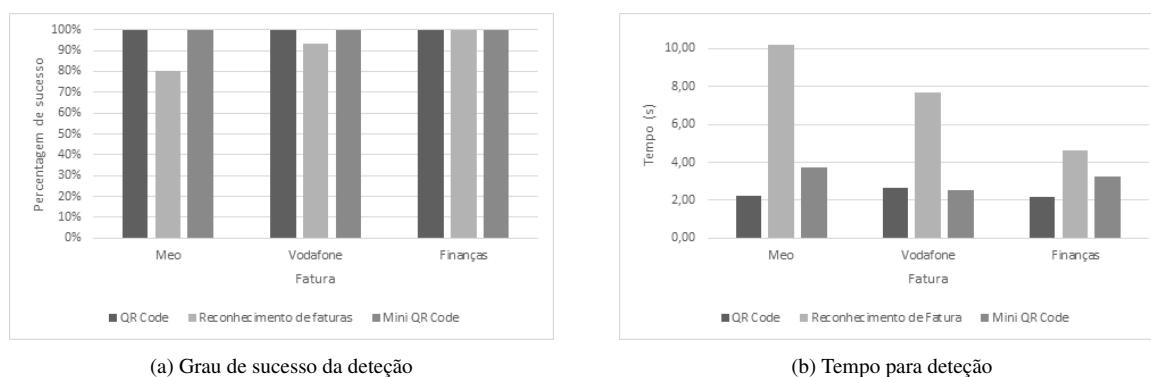 100%
90%
80%
70%
60%
50%
40%
30%
20%
10%
0%
Percentagem de sucesso
Meo Vodafone Finanças
Fatura
QR Code Reconhecimento de faturas Mini QR Code
(a) Grau de sucesso da deteção
10,00
8,00
6,00
4,00
2,00
0,00
Tempo (s)
Meo Vodafone Finanças
Fatura
QR Code Reconhecimento de Fatura Mini QR Code
(b) Tempo para deteção